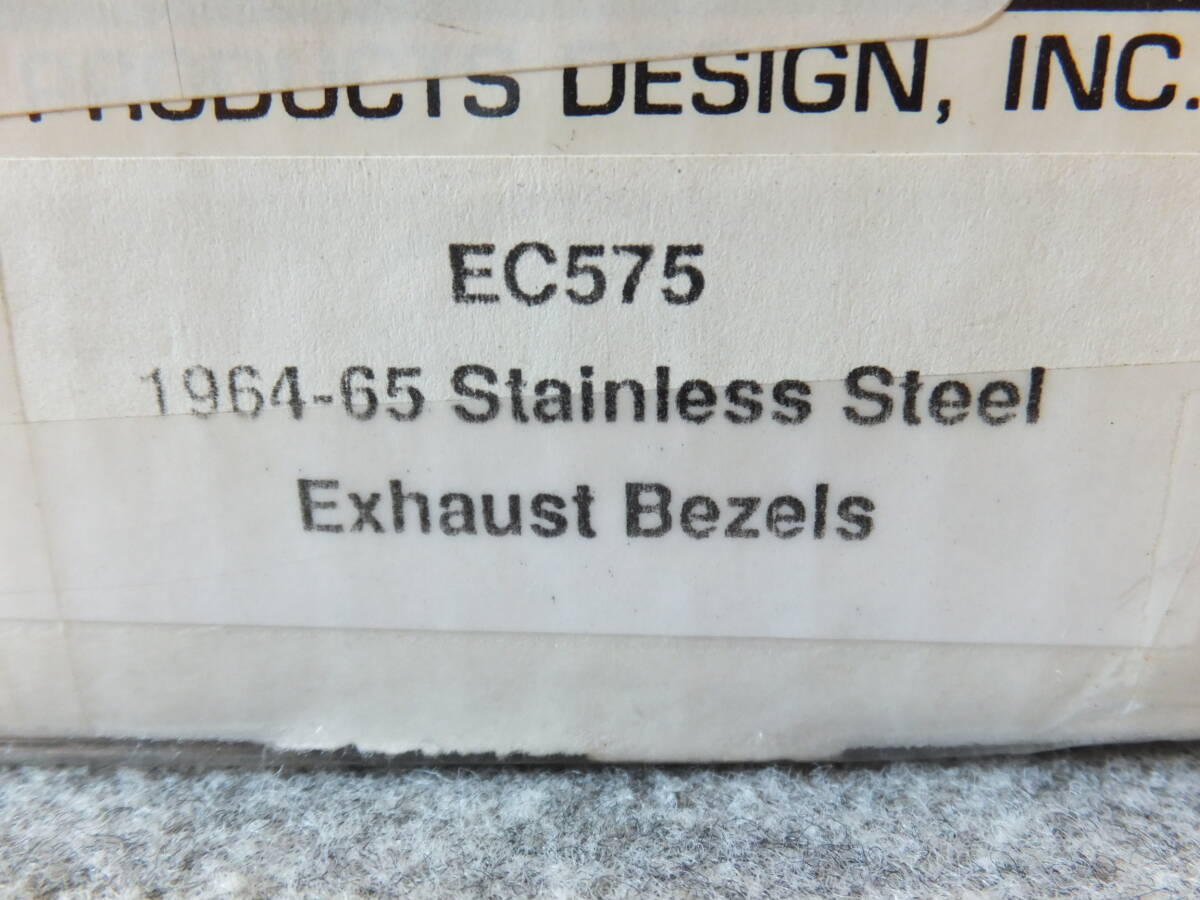 PRODUCTS DESIGN, INC.
EC575
1964-65 Stainless Steel
Exhaust Bezels